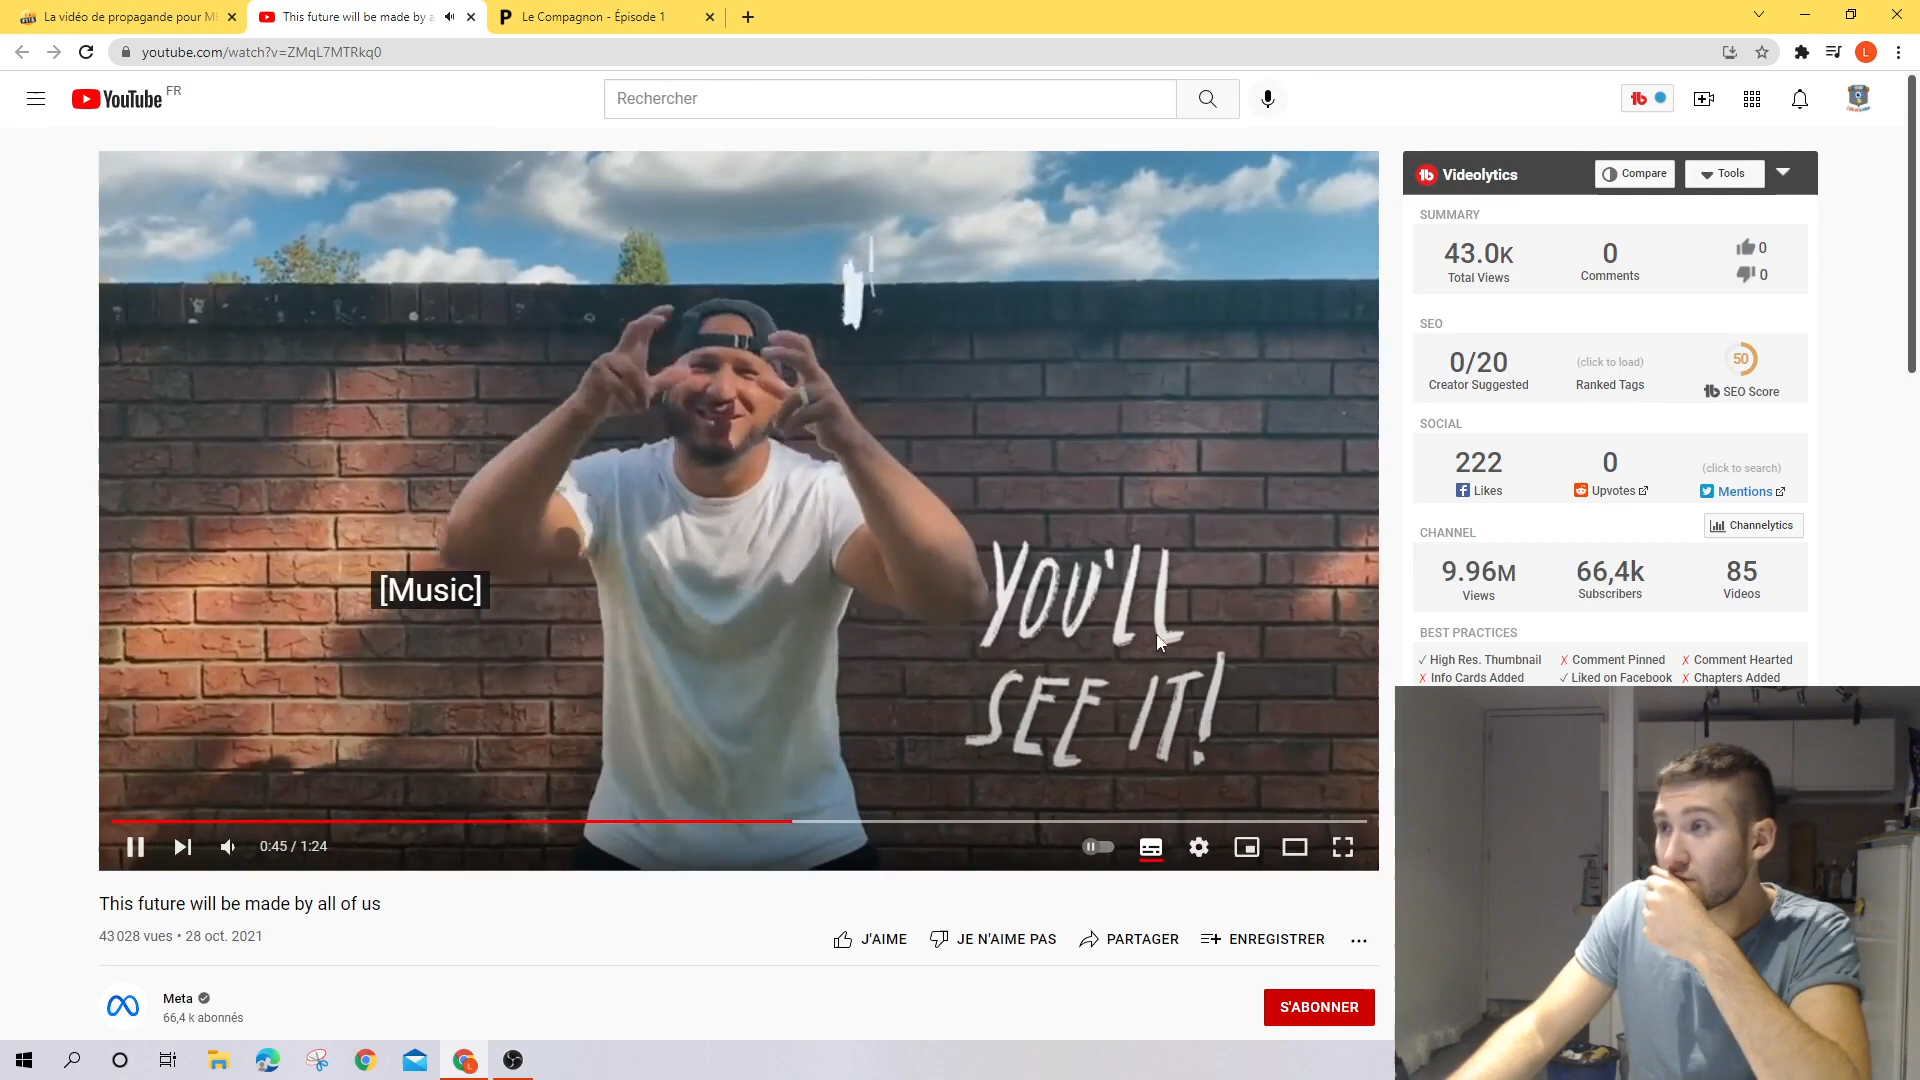 La vidéo de propagande pour ME
This future will be made by a
Le Compagnon - Épisode 1
youtube.com/watch?v=ZMqL7MTRkq0
L
YouTube FR
Rechercher
Videolytics
Compare
Tools
SUMMARY
43.0K
0
0
Total Views
Comments
0
SEO
0/20
(click to load)
50
Creator Suggested
Ranked Tags
SEO Score
SOCIAL
222
0
(click to search)
Likes
Upvotes
Mentions
CHANNEL
Channelytics
9.96M
66,4k
85
Views
Subscribers
Videos
BEST PRACTICES
✓ High Res. Thumbnail
✗ Comment Pinned
✗ Comment Hearted
✗ Info Cards Added
✓ Liked on Facebook
✗ Chapters Added
[Music]
YOU'LL
SEE IT!
0:45 / 1:24
This future will be made by all of us
43 028 vues • 28 oct. 2021
J'AIME
JE N'AIME PAS
PARTAGER
ENREGISTRER
Meta
66,4 k abonnés
S'ABONNER